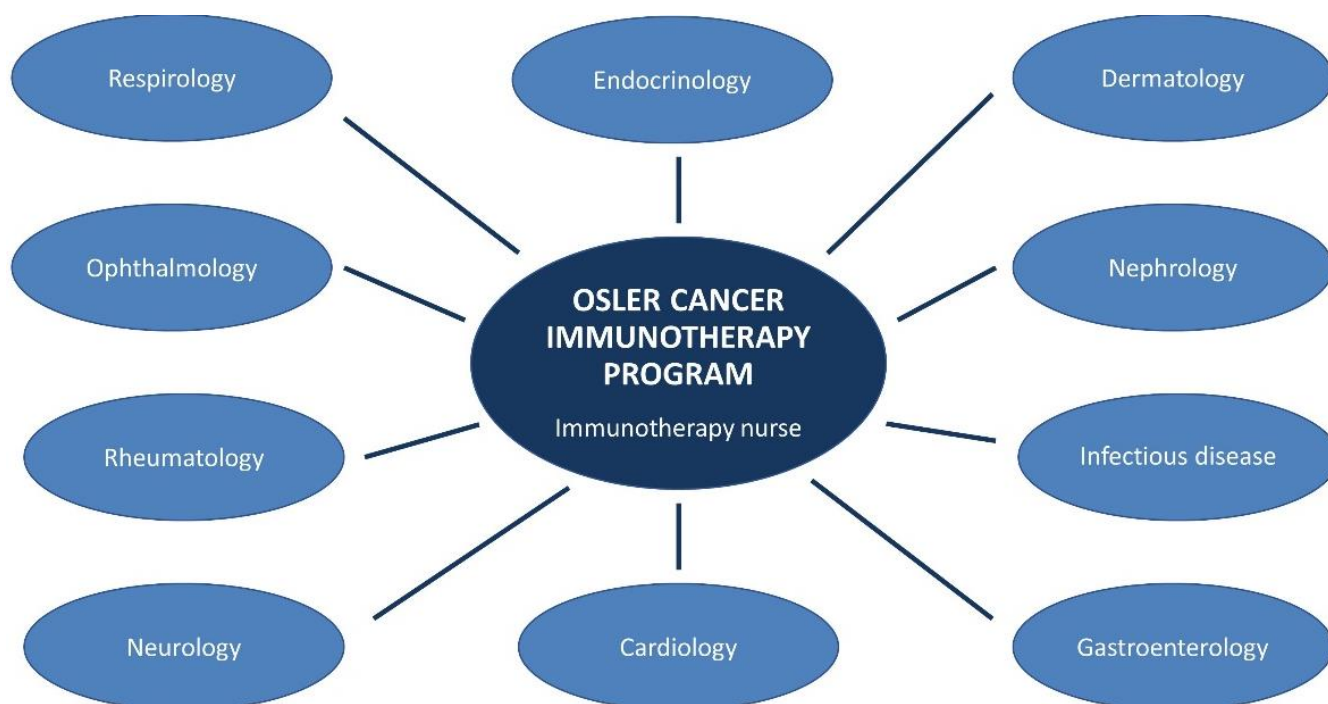 Respirology
Endocrinology
Dermatology
Ophthalmology
Nephrology
OSLER CANCER
IMMUNOTHERAPY
PROGRAM
Immunotherapy nurse
Rheumatology
Infectious disease
Neurology
Cardiology
Gastroenterology